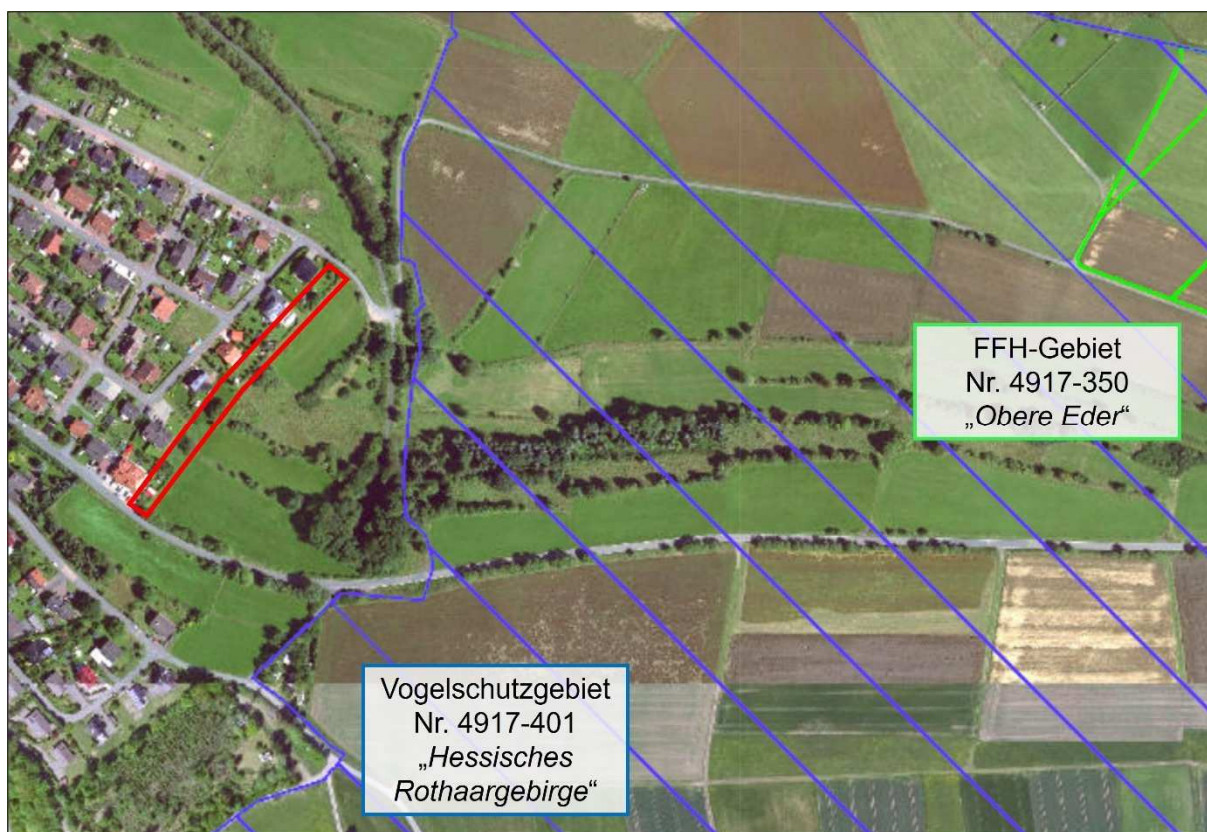 FFH-Gebiet
Nr. 4917-350
„Obere Eder“
Vogelschutzgebiet
Nr. 4917-401
„Hessisches
Rothaargebirge“